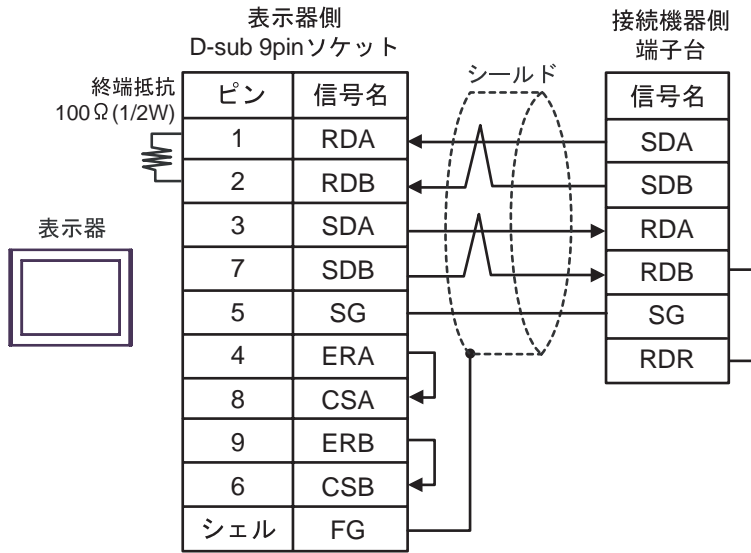 表示器側
D-sub 9pinソケット
接続機器側
端子台
終端抵抗
100Ω(1/2W)
シールド
表示器
ピン 信号名
1 RDA
2 RDB
3 SDA
7 SDB
5 SG
4 ERA
8 CSA
9 ERB
6 CSB
シェル FG
信号名
SDA
SDB
RDA
RDB
SG
RDR